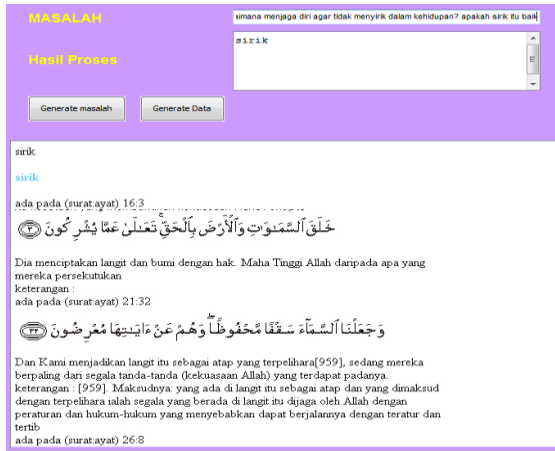 MASALAH
simana menjaga diri agar tidak menyirik dalam kehidupan? apakah sirik itu baik
Hasil Proses
sirik
Generate masalah
Generate Data
sirik
sirik
ada pada (surat:ayat) 16:3
خَلَقَ ٱلسَّمَـٰوَٰتِ وَٱلْأَرْضَ بِٱلْحَقِّ ۚ تَعَـٰلَىٰ عَمَّا يُشْرِكُونَ ﴿٣﴾
Dia menciptakan langit dan bumi dengan hak. Maha Tinggi Allah daripada apa yang
mereka persekutukan
keterangan :
ada pada (surat:ayat) 21:32
وَجَعَلْنَا ٱلسَّمَآءَ سَقْفًا مَّحْفُوظًا ۖ وَهُمْ عَنْ ءَايَـٰتِهَا مُعْرِضُونَ ﴿٣٢﴾
Dan Kami menjadikan langit itu sebagai atap yang terpelihara[959], sedang mereka
berpaling dari segala tanda-tanda (kekuasaan Allah) yang terdapat padanya.
keterangan : [959]. Maksudnya: yang ada di langit itu sebagai atap dan yang dimaksud
dengan terpelihara ialah segala yang berada di langit itu dijaga oleh Allah dengan
peraturan dan hukum-hukum yang menyebabkan dapat berjalannya dengan teratur dan
tertib
ada pada (surat:ayat) 26:8